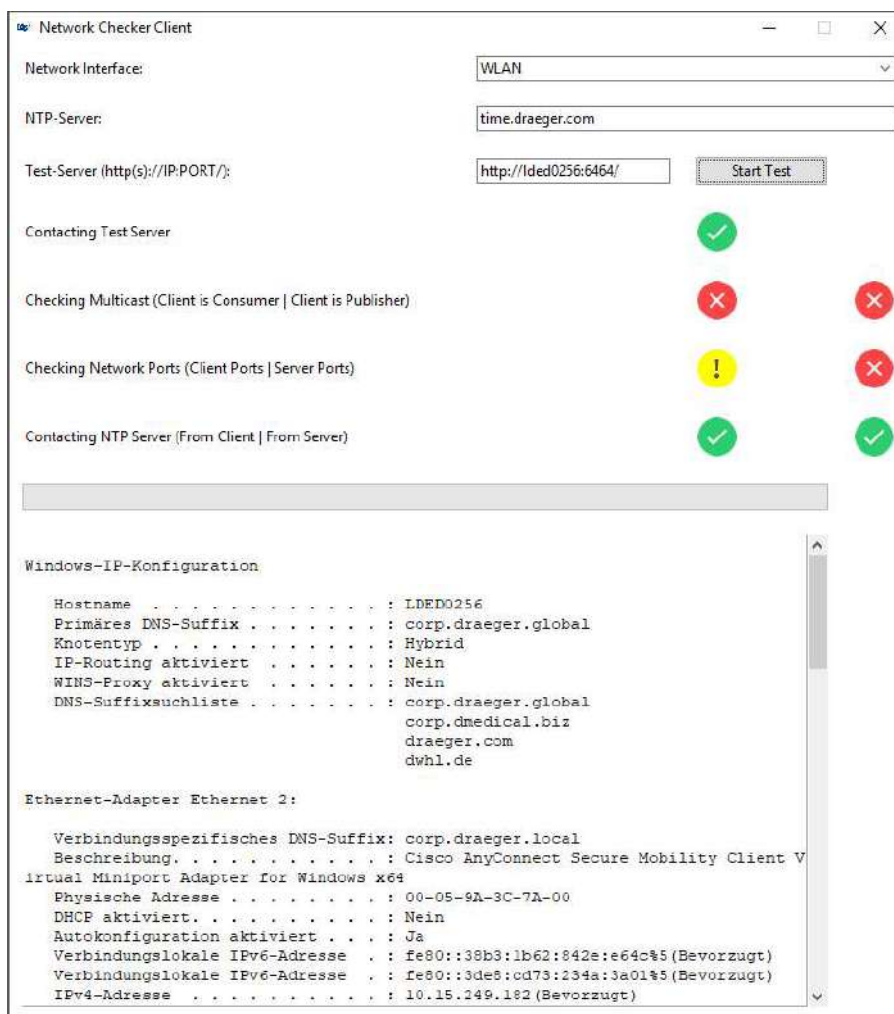 Network Checker Client
Network Interface: WLAN
NTP-Server: time.draeger.com
Test-Server (http(s)://IP:PORT/): http://lded0256:6464/ Start Test
Contacting Test Server
Checking Multicast (Client is Consumer | Client is Publisher)
Checking Network Ports (Client Ports | Server Ports)
Contacting NTP Server (From Client | From Server)
Windows-IP-Konfiguration
Hostname . . . . . . . . . . . . : LDED0256
Primäres DNS-Suffix . . . . . . . : corp.draeger.global
Knotentyp . . . . . . . . . . . . : Hybrid
IP-Routing aktiviert . . . . . . : Nein
WINS-Proxy aktiviert . . . . . . : Nein
DNS-Suffixsuchliste . . . . . . . : corp.draeger.global
corp.dmedical.biz
draeger.com
dwhl.de
Ethernet-Adapter Ethernet 2:
Verbindungsspezifisches DNS-Suffix: corp.draeger.local
Beschreibung. . . . . . . . . . . : Cisco AnyConnect Secure Mobility Client V
irtual Miniport Adapter for Windows x64
Physische Adresse . . . . . . . . : 00-05-9A-3C-7A-00
DHCP aktiviert. . . . . . . . . . : Nein
Autokonfiguration aktiviert . . . : Ja
Verbindungslokale IPv6-Adresse . : fe80::38b3:1b62:842e:e64c%5(Bevorzugt)
Verbindungslokale IPv6-Adresse . : fe80::3de8:cd73:234a:3a01%5(Bevorzugt)
IPv4-Adresse . . . . . . . . . . : 10.15.249.182(Bevorzugt)